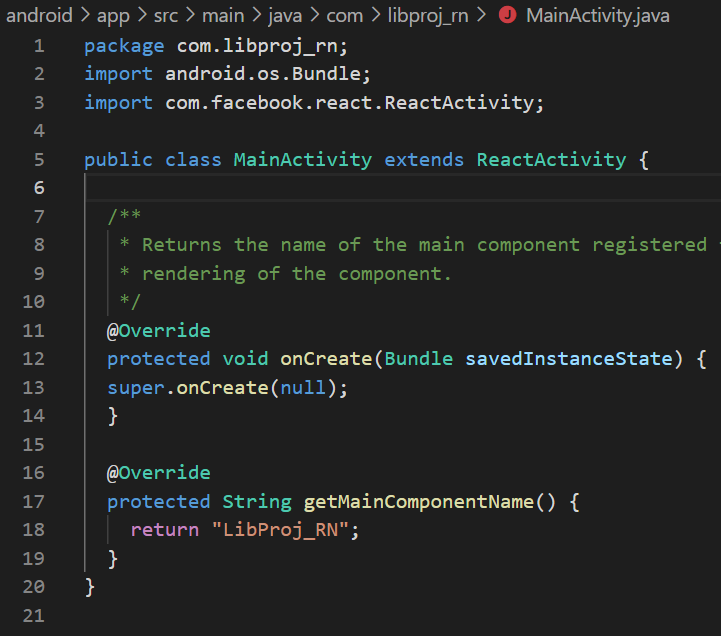 android > app > src > main > java > com > libproj_rn > J MainActivity.java
1 package com.libproj_rn;
2 import android.os.Bundle;
3 import com.facebook.react.ReactActivity;
4
5 public class MainActivity extends ReactActivity {
6
7 /**
8 * Returns the name of the main component registered
9 * rendering of the component.
10 */
11 @Override
12 protected void onCreate(Bundle savedInstanceState) {
13 super.onCreate(null);
14 }
15
16 @Override
17 protected String getMainComponentName() {
18 return "LibProj_RN";
19 }
20 }
21